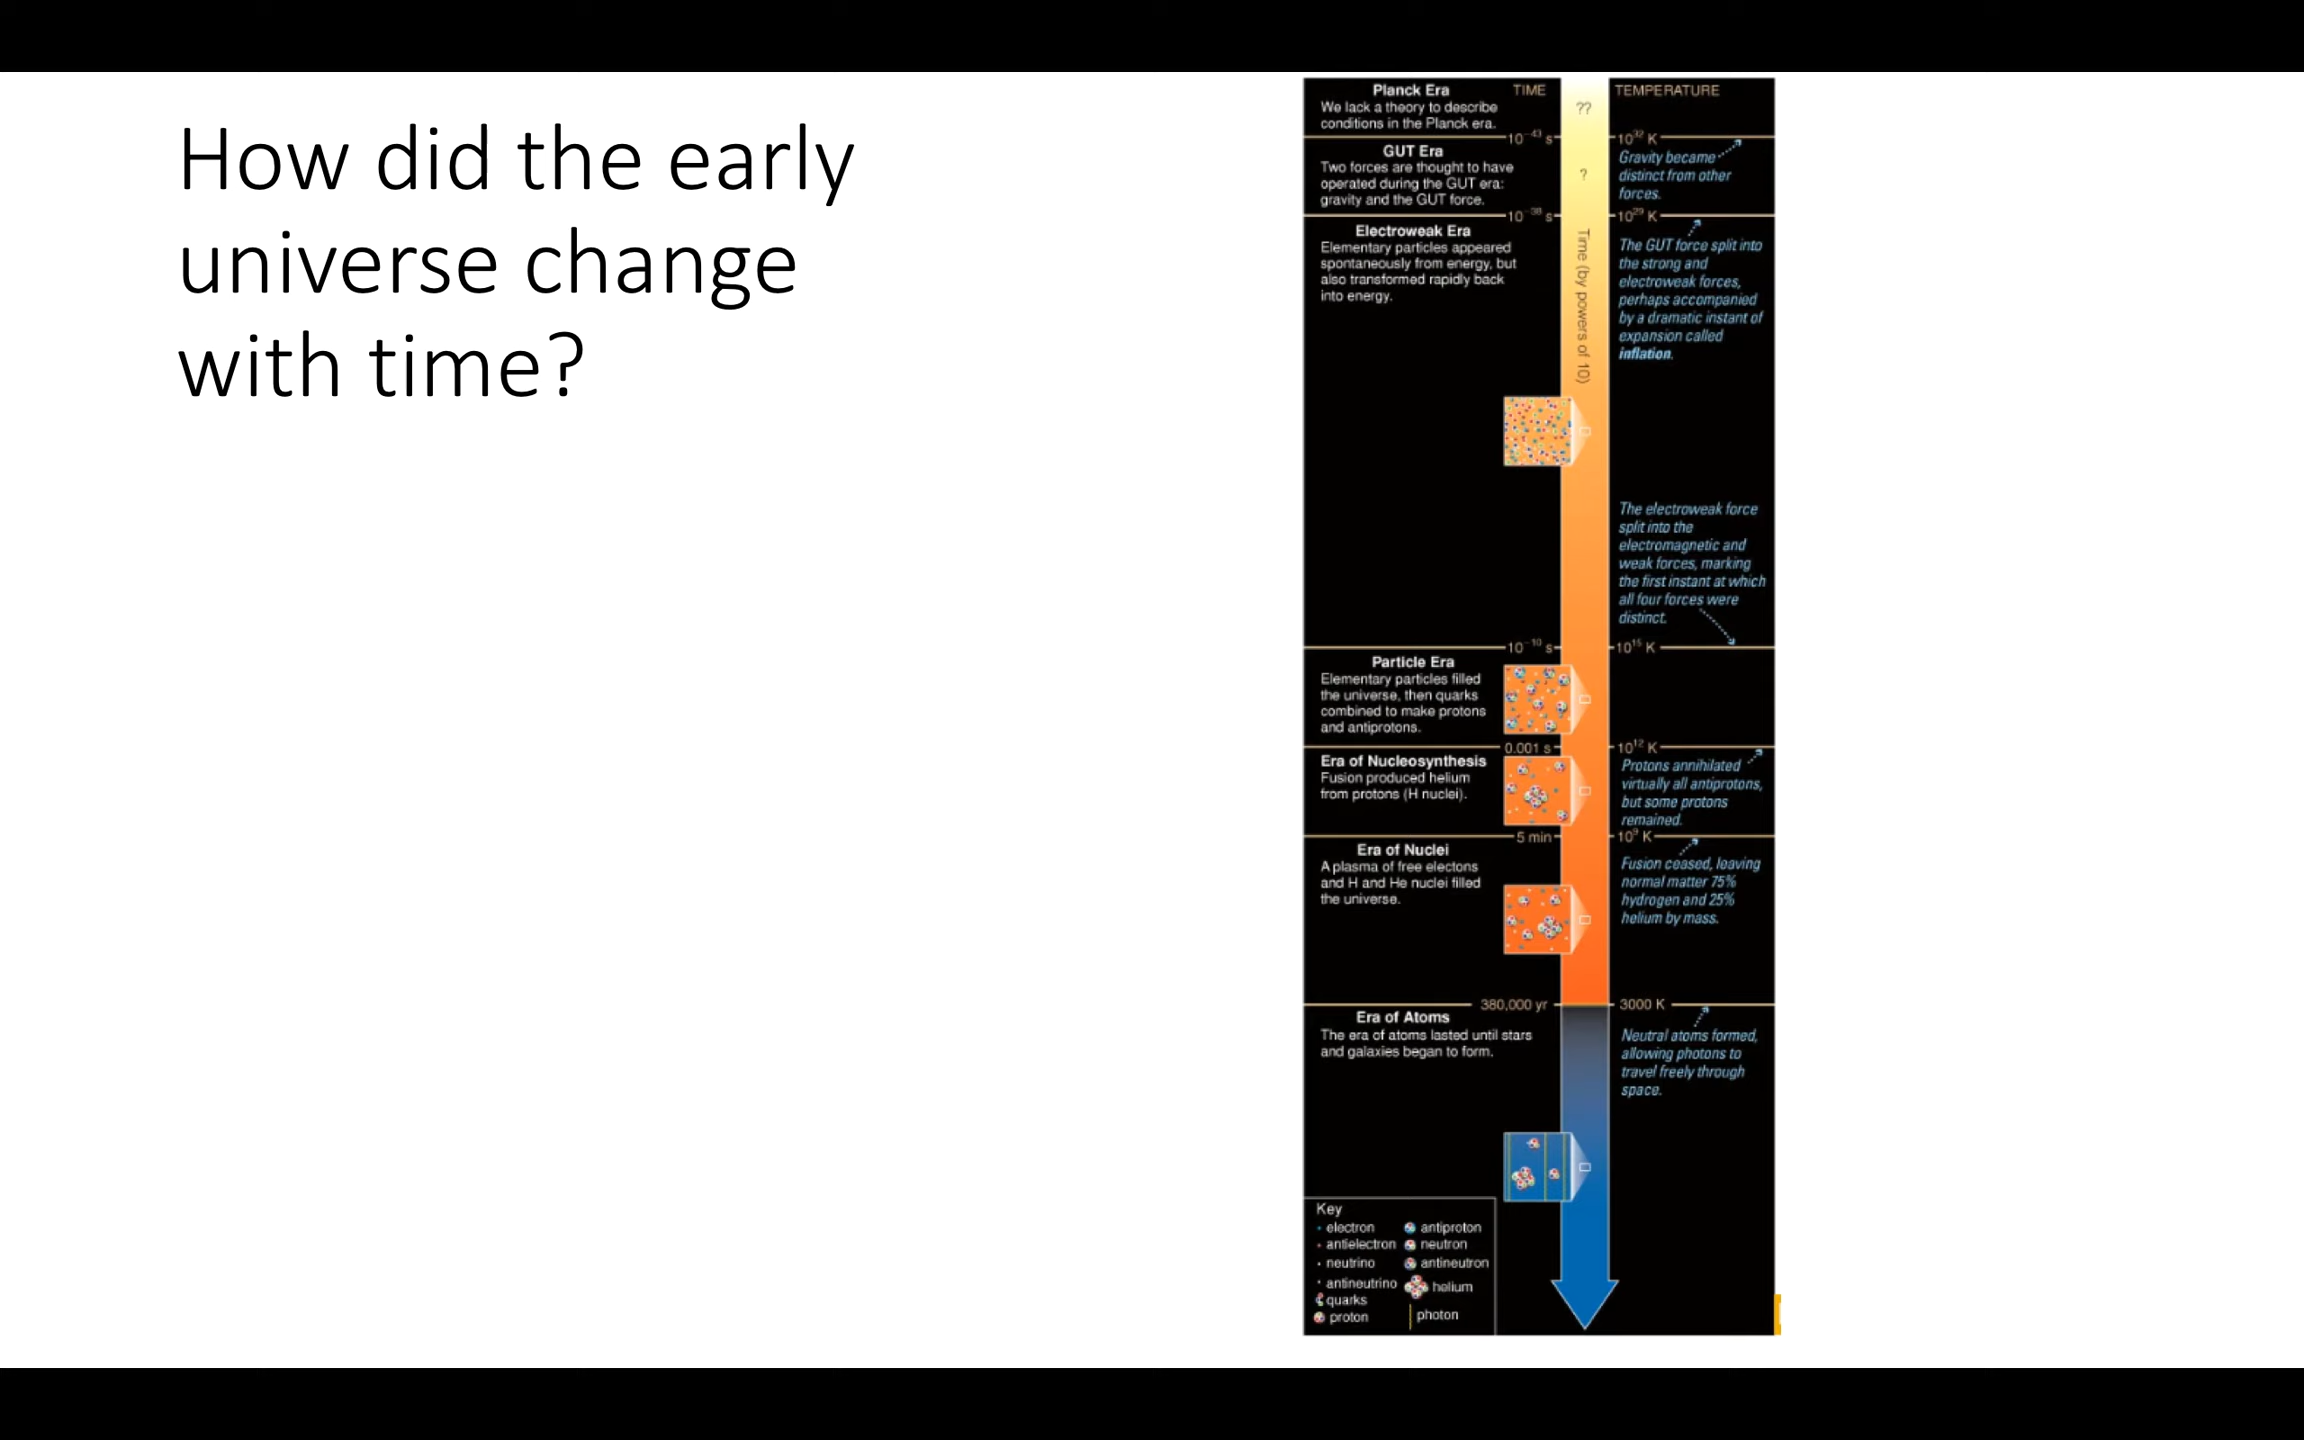 How did the early
universe change
with time?
Planck Era
We lack a theory to describe
conditions in the Planck era.
TIME
??
TEMPERATURE
10⁻⁴³ s
10³² K
GUT Era
Two forces are thought to have
operated during the GUT era:
gravity and the GUT force.
?
Gravity became
distinct from other
forces.
10⁻³⁸ s
10²⁹ K
Electroweak Era
Elementary particles appeared
spontaneously from energy, but
also transformed rapidly back
into energy.
Time (by powers of 10)
The GUT force split into
the strong and
electroweak forces,
perhaps accompanied
by a dramatic instant of
expansion called
inflation.
The electroweak force
split into the
electromagnetic and
weak forces, marking
the first instant at which
all four forces were
distinct.
10⁻¹⁰ s
10¹⁵ K
Particle Era
Elementary particles filled
the universe, then quarks
combined to make protons
and antiprotons.
0.001 s
10¹² K
Era of Nucleosynthesis
Fusion produced helium
from protons (H nuclei).
Protons annihilated
virtually all antiprotons,
but some protons
remained.
5 min
10⁹ K
Era of Nuclei
A plasma of free electons
and H and He nuclei filled
the universe.
Fusion ceased, leaving
normal matter 75%
hydrogen and 25%
helium by mass.
380,000 yr
3000 K
Era of Atoms
The era of atoms lasted until stars
and galaxies began to form.
Neutral atoms formed,
allowing photons to
travel freely through
space.
Key
electron
antielectron
neutrino
antineutrino
quarks
proton
antiproton
neutron
antineutron
helium
photon